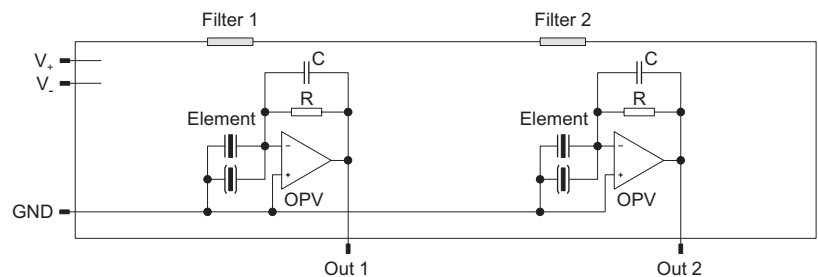 Filter 1
Filter 2
V+
V-
C
C
R
R
Element
Element
−
−
+
+
OPV
OPV
GND
Out 1
Out 2